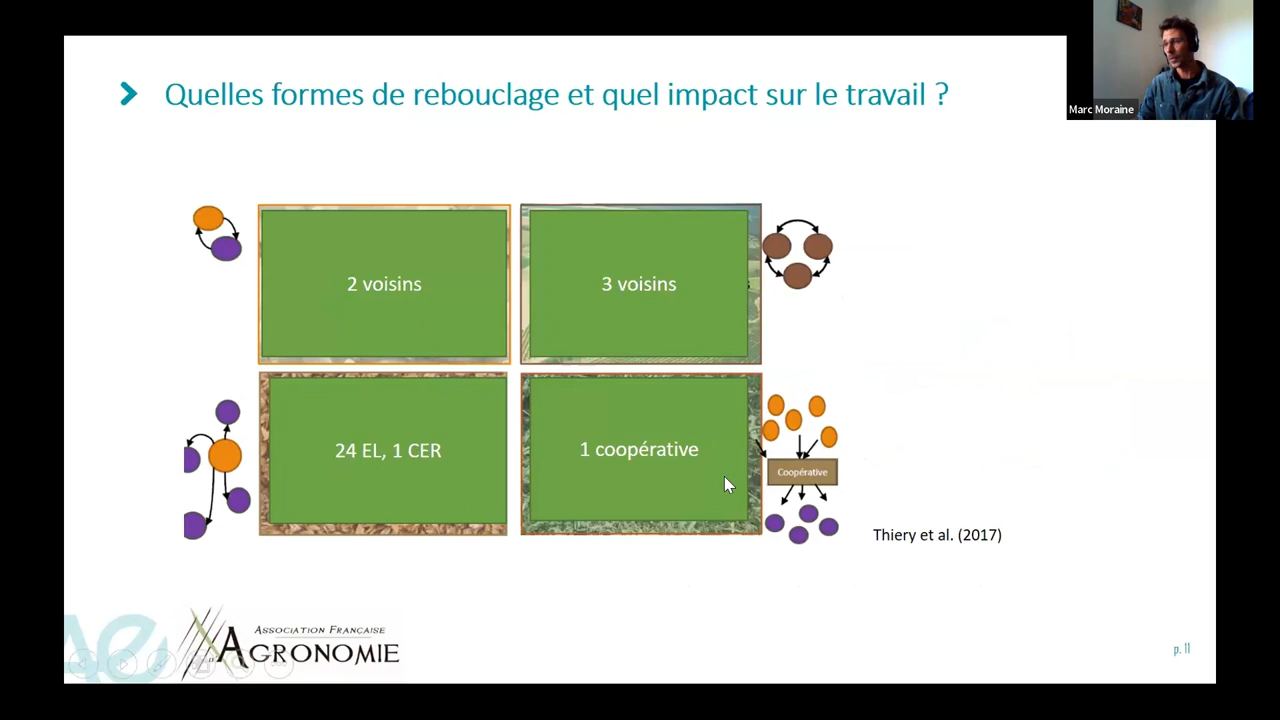 Marc Moraine
Quelles formes de rebouclage et quel impact sur le travail ?
2 voisins
3 voisins
24 EL, 1 CER
1 coopérative
Coopérative
Thiery et al. (2017)
ASSOCIATION FRANÇAISE
AGRONOMIE
p. 11